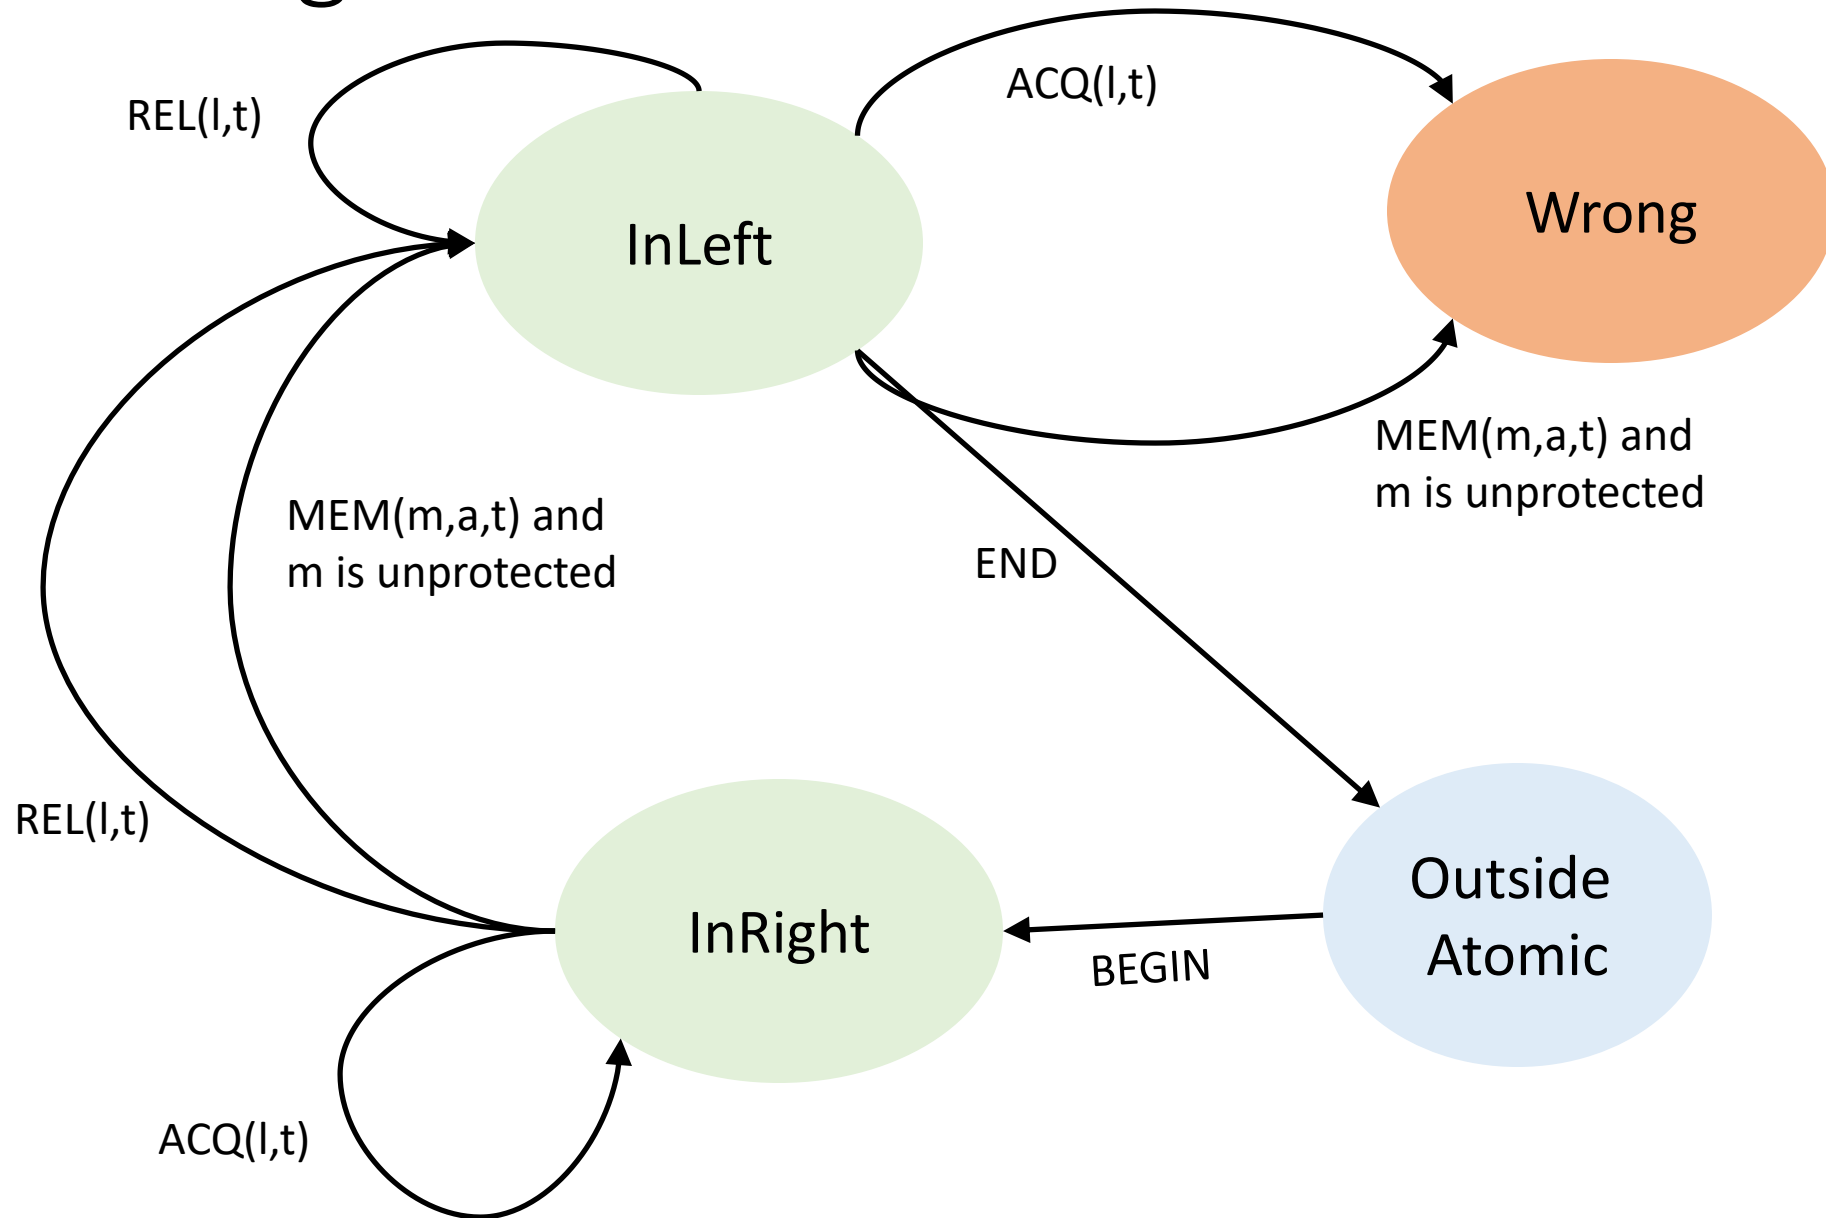 ACQ(l,t)
REL(l,t)
InLeft
Wrong
MEM(m,a,t) and
m is unprotected
MEM(m,a,t) and
m is unprotected
END
REL(l,t)
InRight
Outside
Atomic
BEGIN
ACQ(l,t)